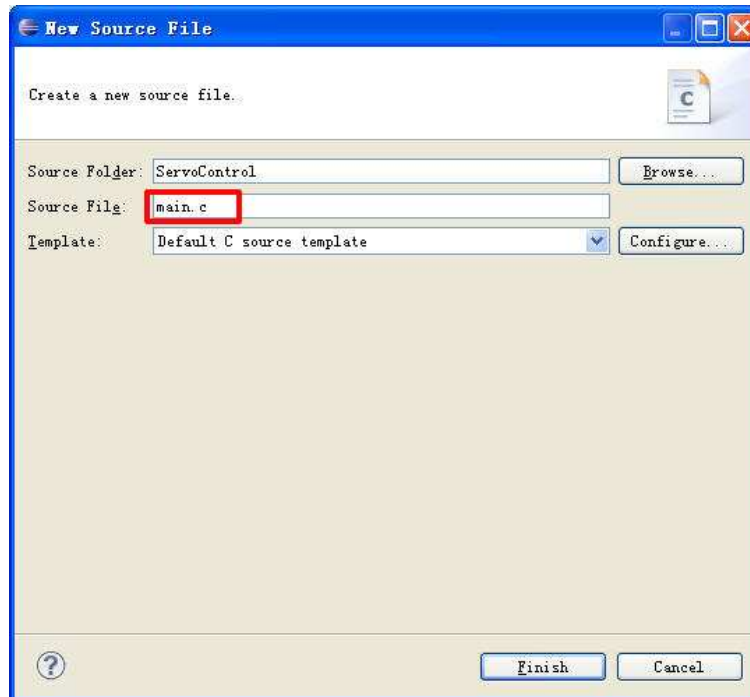 New Source File
Create a new source file.
C
Source Folder: ServoControl Browse...
Source File: main.c
Template: Default C source template Configure...
? Finish Cancel